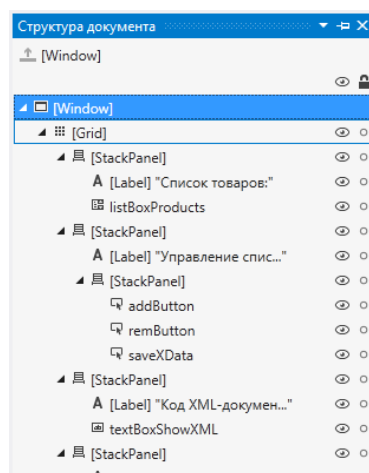 Структура документа
[Window]
[Window]
[Grid]
[StackPanel]
[Label] "Список товаров:"
listBoxProducts
[StackPanel]
[Label] "Управление спис..."
[StackPanel]
addButton
remButton
saveXData
[StackPanel]
[Label] "Код XML-докумен..."
textBoxShowXML
[StackPanel]